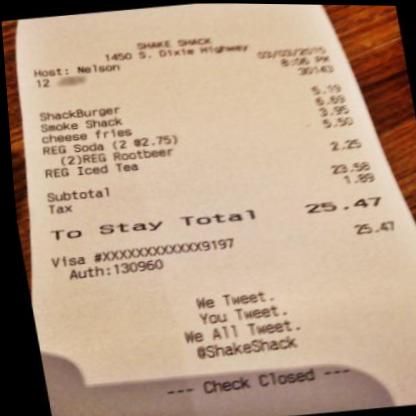 SHAKE SHACK
1450 S. Dixie Highway
Host: Nelson 03/03/2015
12 8:06 PM
30143
ShackBurger 5.19
Smoke Shack 6.69
cheese fries 3.95
REG Soda (2 @2.75) 5.50
(2)REG Rootbeer
REG Iced Tea 2.25
Subtotal 23.58
Tax 1.89
To Stay Total 25.47
Visa #XXXXXXXXXXXX9197 25.47
Auth:130960
We Tweet.
You Tweet.
We All Tweet.
@ShakeShack
--- Check Closed ---